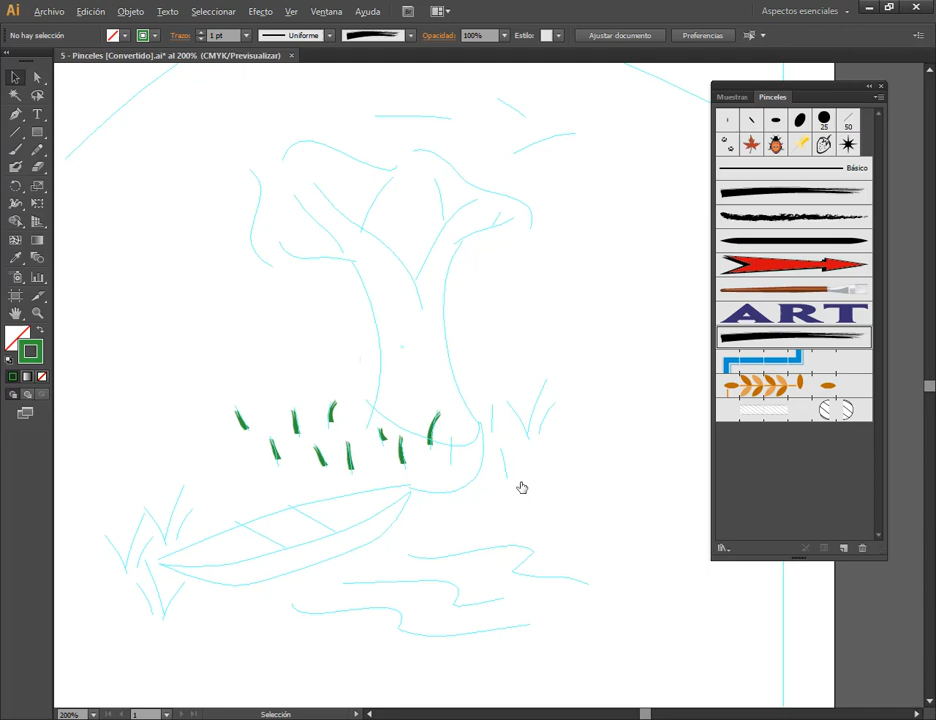 Ai Archivo Edición Objeto Texto Seleccionar Efecto Ver Ventana Ayuda Br Aspectos esenciales
No hay selección Trazo: 1 pt Uniforme Opacidad: 100% Estilo: Ajustar documento Preferencias
5 - Pinceles [Convertido].ai* al 200% (CMYK/Previsualizar)
Muestras Pinceles
25 50
Básico
ART
200% 1 Selección